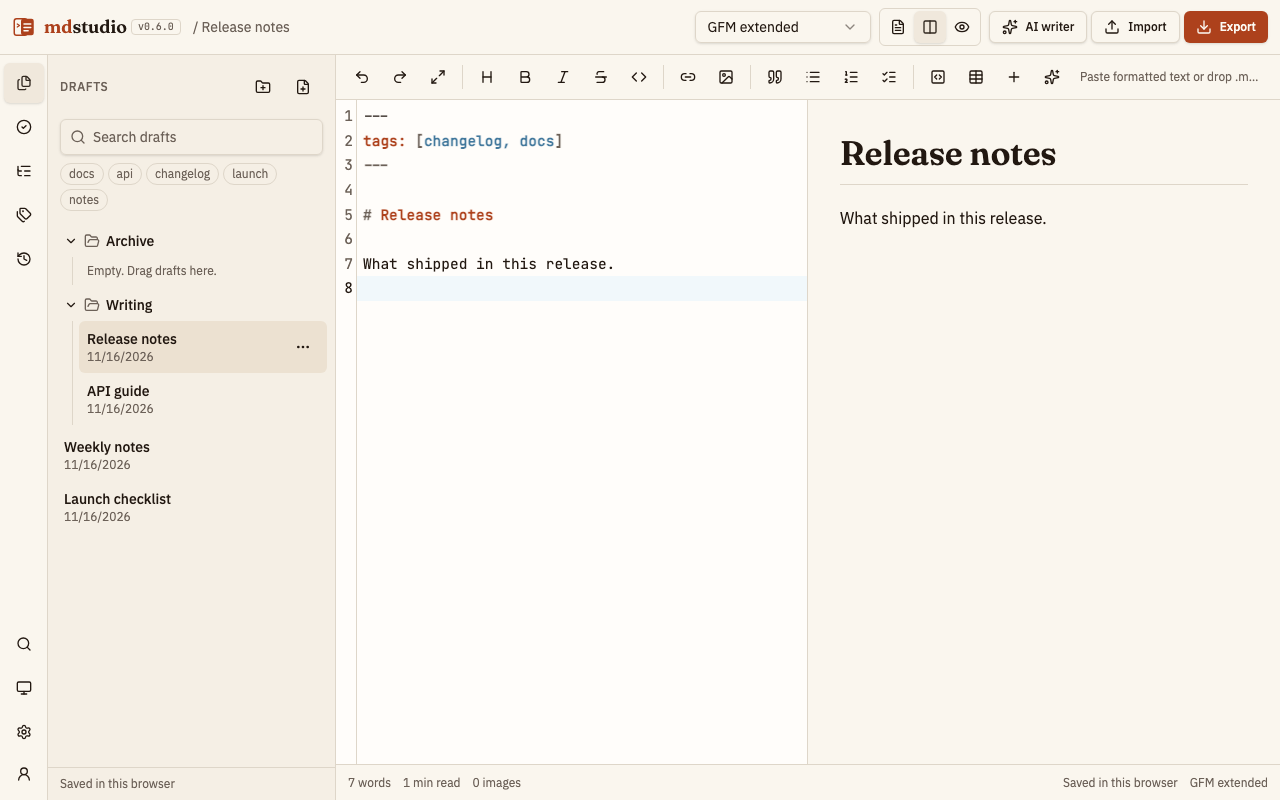 mdstudio v0.6.0 / Release notes
GFM extended
AI writer
Import
Export
DRAFTS
Search drafts
docs api changelog launch
notes
Archive
Empty. Drag drafts here.
Writing
Release notes
11/16/2026
API guide
11/16/2026
Weekly notes
11/16/2026
Launch checklist
11/16/2026
Saved in this browser
Paste formatted text or drop .m...
1 ---
2 tags: [changelog, docs]
3 ---
4
5 # Release notes
6
7 What shipped in this release.
8
Release notes
What shipped in this release.
7 words 1 min read 0 images
Saved in this browser GFM extended